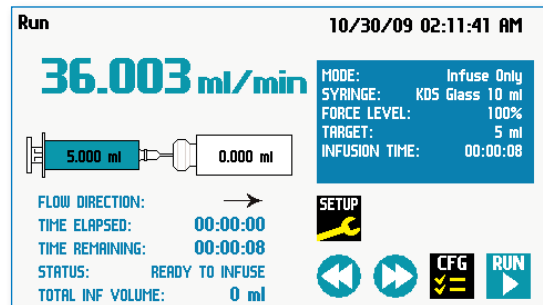 Run
10/30/09 02:11:41 AM
36.003 ml/min
MODE: Infuse Only
SYRINGE: KDS Glass 10 ml
FORCE LEVEL: 100%
TARGET: 5 ml
INFUSION TIME: 00:00:08
5.000 ml
0.000 ml
FLOW DIRECTION:
TIME ELAPSED: 00:00:00
TIME REMAINING: 00:00:08
STATUS: READY TO INFUSE
TOTAL INF VOLUME: 0 ml
SETUP
CFG
RUN